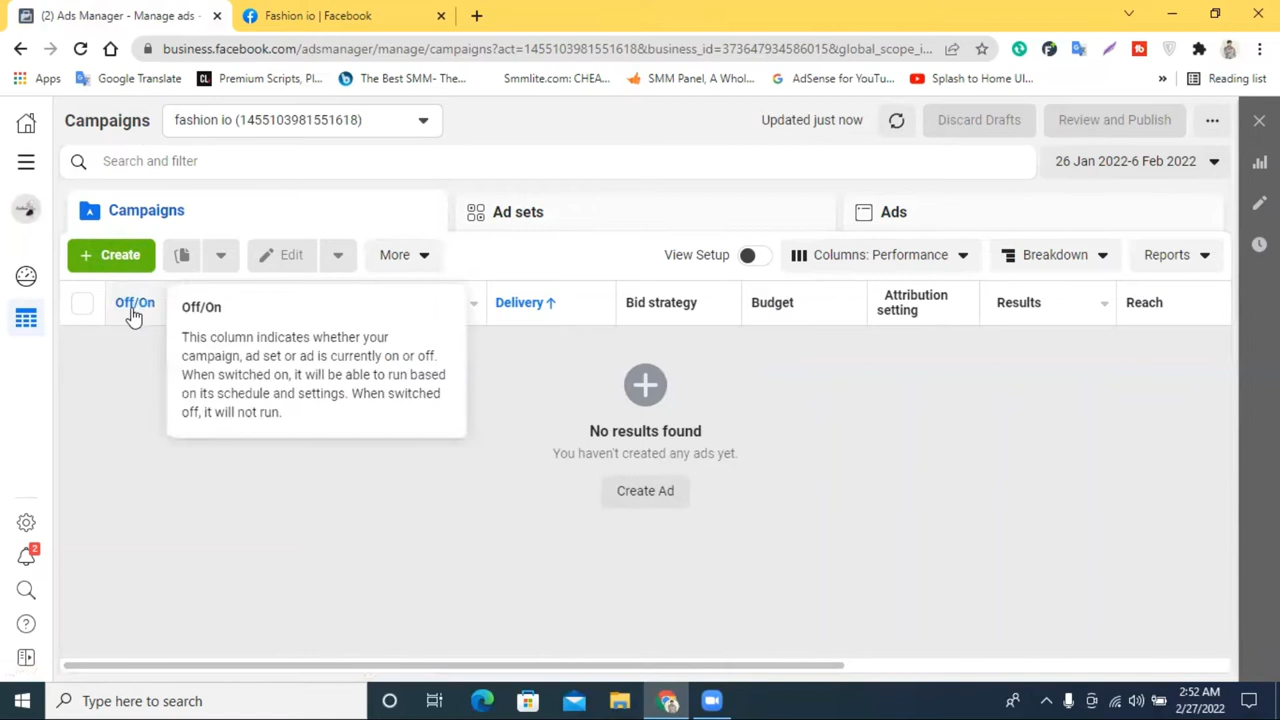 (2) Ads Manager - Manage ads -
Fashion io | Facebook
business.facebook.com/adsmanager/manage/campaigns?act=1455103981551618&business_id=373647934586015&global_scope_i...
Apps
Google Translate
Premium Scripts, Pl...
The Best SMM- The...
Smmlite.com: CHEA...
SMM Panel, A Whol...
AdSense for YouTu...
Splash to Home UI...
»
Reading list
Campaigns
fashion io (1455103981551618)
Updated just now
Discard Drafts
Review and Publish
Search and filter
26 Jan 2022-6 Feb 2022
Campaigns
Ad sets
Ads
+ Create
Edit
More
View Setup
Columns: Performance
Breakdown
Reports
Off/On
Delivery ↑
Bid strategy
Budget
Attribution
setting
Results
Reach
Off/On
This column indicates whether your
campaign, ad set or ad is currently on or off.
When switched on, it will be able to run based
on its schedule and settings. When switched
off, it will not run.
No results found
You haven't created any ads yet.
Create Ad
2
Type here to search
2:52 AM
2/27/2022